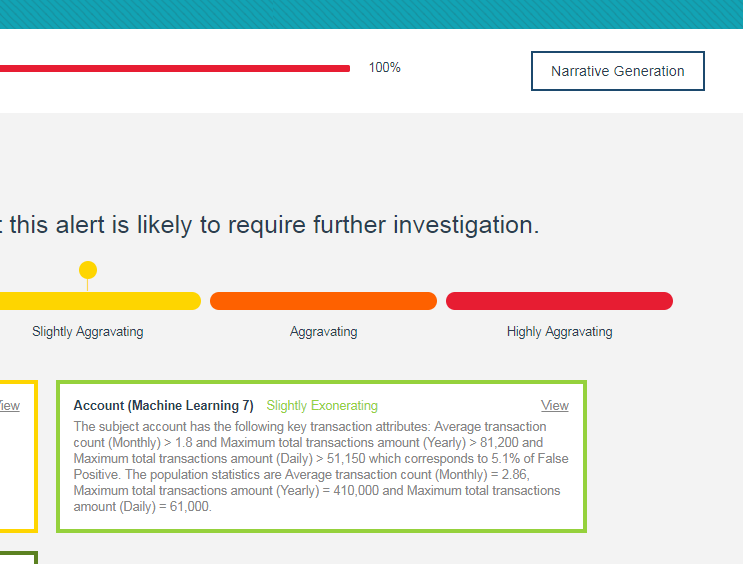 100%
Narrative Generation
this alert is likely to require further investigation.
Slightly Aggravating
Aggravating
Highly Aggravating
View
Account (Machine Learning 7) Slightly Exonerating View
The subject account has the following key transaction attributes: Average transaction
count (Monthly) > 1.8 and Maximum total transactions amount (Yearly) > 81,200 and
Maximum total transactions amount (Daily) > 51,150 which corresponds to 5.1% of False
Positive. The population statistics are Average transaction count (Monthly) = 2.86,
Maximum total transactions amount (Yearly) = 410,000 and Maximum total transactions
amount (Daily) = 61,000.